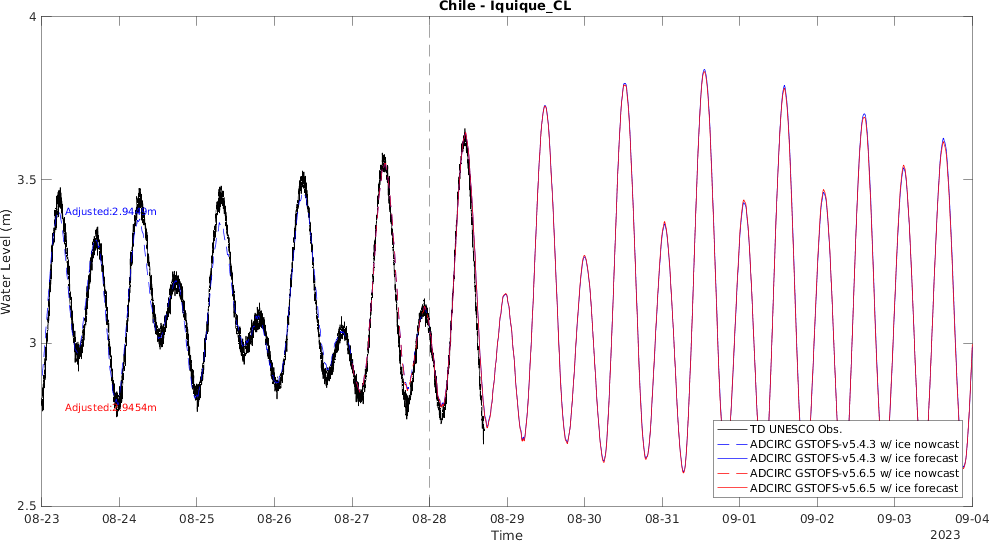 Chile - Iquique_CL
4
3.5
3
2.5
Water Level (m)
Adjusted:2.9449m
Adjusted:2.9454m
TD UNESCO Obs.
ADCIRC GSTOFS-v5.4.3 w/ ice nowcast
ADCIRC GSTOFS-v5.4.3 w/ ice forecast
ADCIRC GSTOFS-v5.6.5 w/ ice nowcast
ADCIRC GSTOFS-v5.6.5 w/ ice forecast
08-23 08-24 08-25 08-26 08-27 08-28 08-29 08-30 08-31 09-01 09-02 09-03 09-04
Time
2023